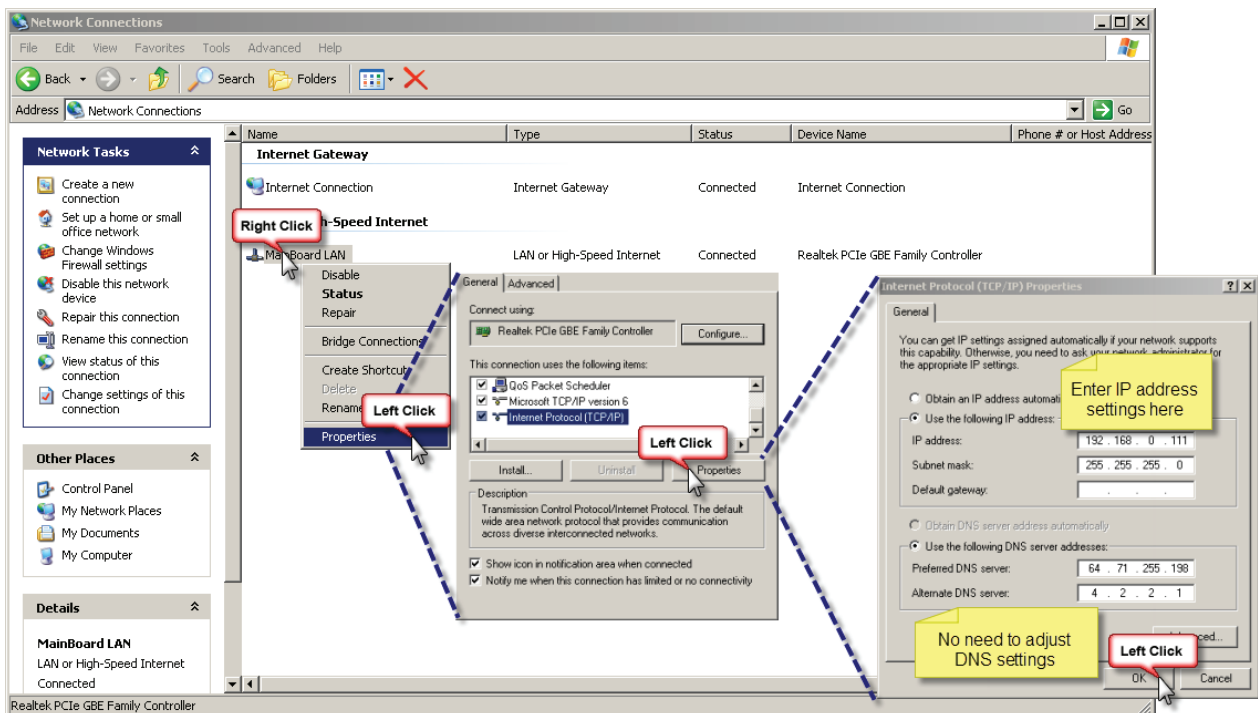 Network Connections
File Edit View Favorites Tools Advanced Help
Back Search Folders
Address Network Connections Go
Network Tasks
Create a new
connection
Set up a home or small
office network
Change Windows
Firewall settings
Disable this network
device
Repair this connection
Rename this connection
View status of this
connection
Change settings of this
connection
Other Places
Control Panel
My Network Places
My Documents
My Computer
Details
MainBoard LAN
LAN or High-Speed Internet
Connected
Realtek PCIe GBE Family Controller
Name Type Status Device Name Phone # or Host Address
Internet Gateway
Internet Connection Internet Gateway Connected Internet Connection
h-Speed Internet
Right Click
MainBoard LAN LAN or High-Speed Internet Connected Realtek PCIe GBE Family Controller
Disable
Status
Repair
Bridge Connections
Create Shortcut
Delete
Rename
Left Click
Properties
General Advanced
Connect using:
Realtek PCIe GBE Family Controller Configure...
This connection uses the following items:
QoS Packet Scheduler
Microsoft TCP/IP version 6
Internet Protocol (TCP/IP)
Left Click
Install... Uninstall Properties
Description
Transmission Control Protocol/Internet Protocol. The default
wide area network protocol that provides communication
across diverse interconnected networks.
Show icon in notification area when connected
Notify me when this connection has limited or no connectivity
Internet Protocol (TCP/IP) Properties
General
You can get IP settings assigned automatically if your network supports
this capability. Otherwise, you need to ask your network administrator for
the appropriate IP settings.
Enter IP address
settings here
Obtain an IP address automati
Use the following IP address:
IP address: 192 . 168 . 0 . 111
Subnet mask: 255 . 255 . 255 . 0
Default gateway: . . .
Obtain DNS server address automatically
Use the following DNS server addresses:
Preferred DNS server: 64 . 71 . 255 . 198
Alternate DNS server: 4 . 2 . 2 . 1
No need to adjust
DNS settings
Left Click
OK Cancel